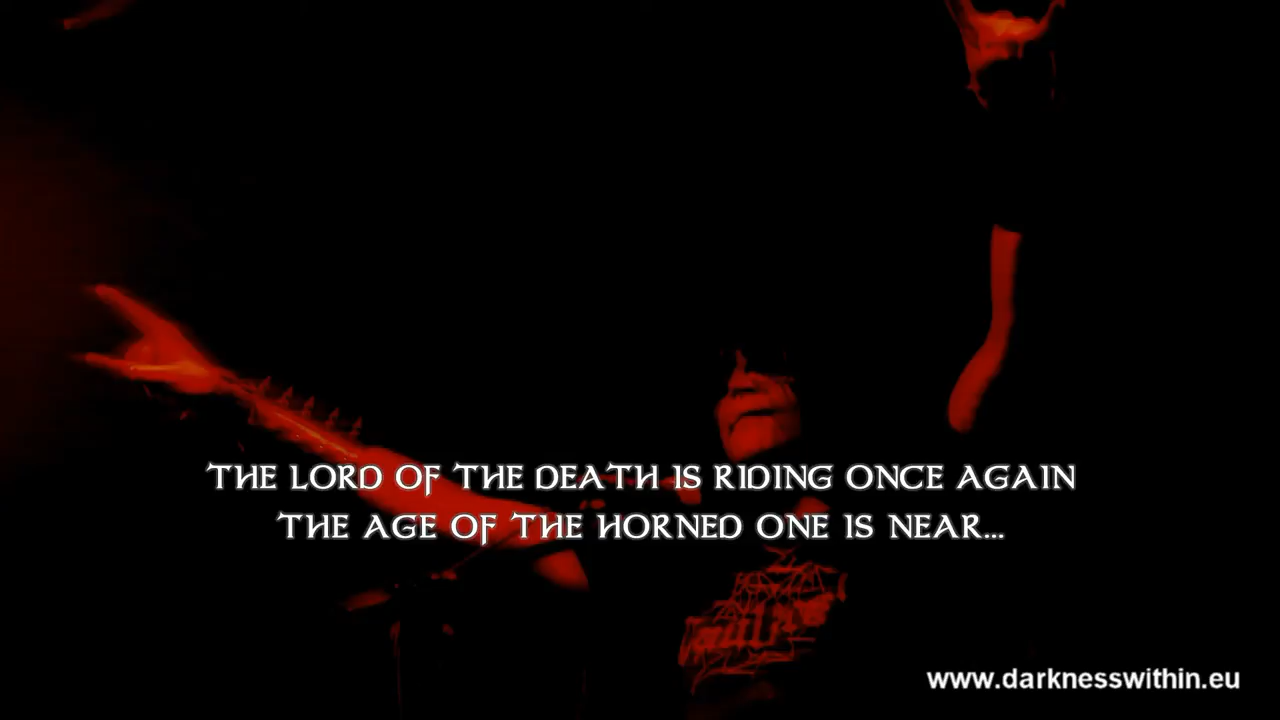 THE LORD OF THE DEATH IS RIDING ONCE AGAIN
THE AGE OF THE HORNED ONE IS NEAR...
www.darknesswithin.eu